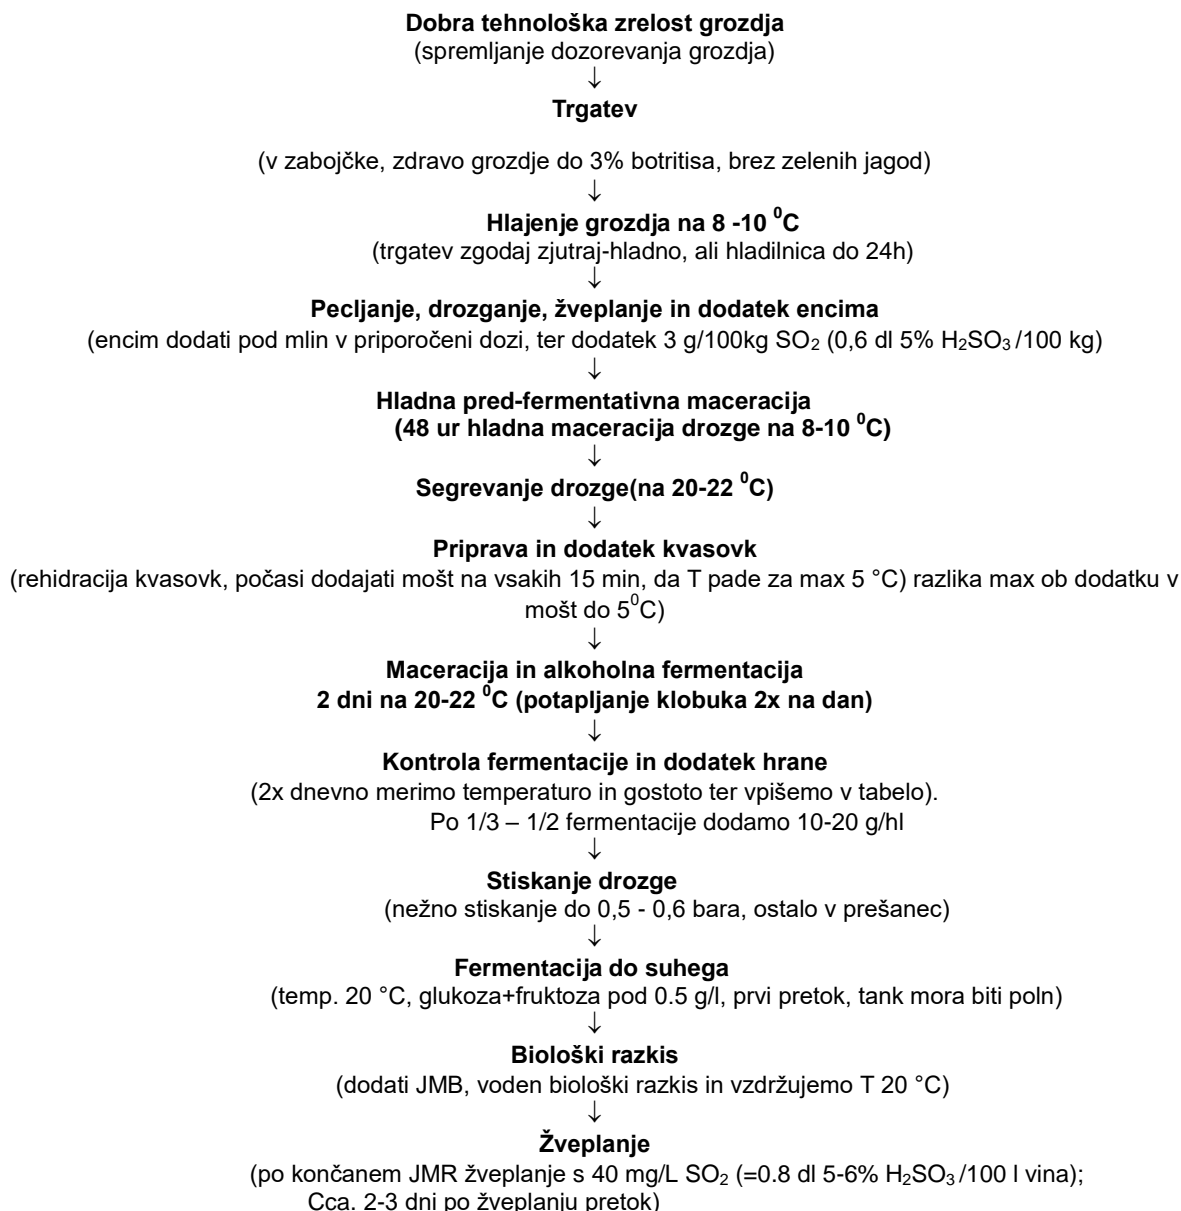 Dobra tehnološka zrelost grozdja
(spremljanje dozorevanja grozdja)
↓
Trgatev
(v zabojčke, zdravo grozdje do 3% botritisa, brez zelenih jagod)
↓
Hlajenje grozdja na 8 -10 ⁰C
(trgatev zgodaj zjutraj-hladno, ali hladilnica do 24h)
↓
Pecljanje, drozganje, žveplanje in dodatek encima
(encim dodati pod mlin v priporočeni dozi, ter dodatek 3 g/100kg SO₂ (0,6 dl 5% H₂SO₃ /100 kg)
↓
Hladna pred-fermentativna maceracija
(48 ur hladna maceracija drozge na 8-10 ⁰C)
↓
Segrevanje drozge(na 20-22 ⁰C)
↓
Priprava in dodatek kvasovk
(rehidracija kvasovk, počasi dodajati mošt na vsakih 15 min, da T pade za max 5 °C) razlika max ob dodatku v
mošt do 5⁰C)
↓
Maceracija in alkoholna fermentacija
2 dni na 20-22 ⁰C (potapljanje klobuka 2x na dan)
↓
Kontrola fermentacije in dodatek hrane
(2x dnevno merimo temperaturo in gostoto ter vpišemo v tabelo).
Po 1/3 – 1/2 fermentacije dodamo 10-20 g/hl
↓
Stiskanje drozge
(nežno stiskanje do 0,5 - 0,6 bara, ostalo v prešanec)
↓
Fermentacija do suhega
(temp. 20 °C, glukoza+fruktoza pod 0.5 g/l, prvi pretok, tank mora biti poln)
↓
Biološki razkis
(dodati JMB, voden biološki razkis in vzdržujemo T 20 °C)
↓
Žveplanje
(po končanem JMR žveplanje s 40 mg/L SO₂ (=0.8 dl 5-6% H₂SO₃ /100 l vina);
Cca. 2-3 dni po žveplanju pretok)